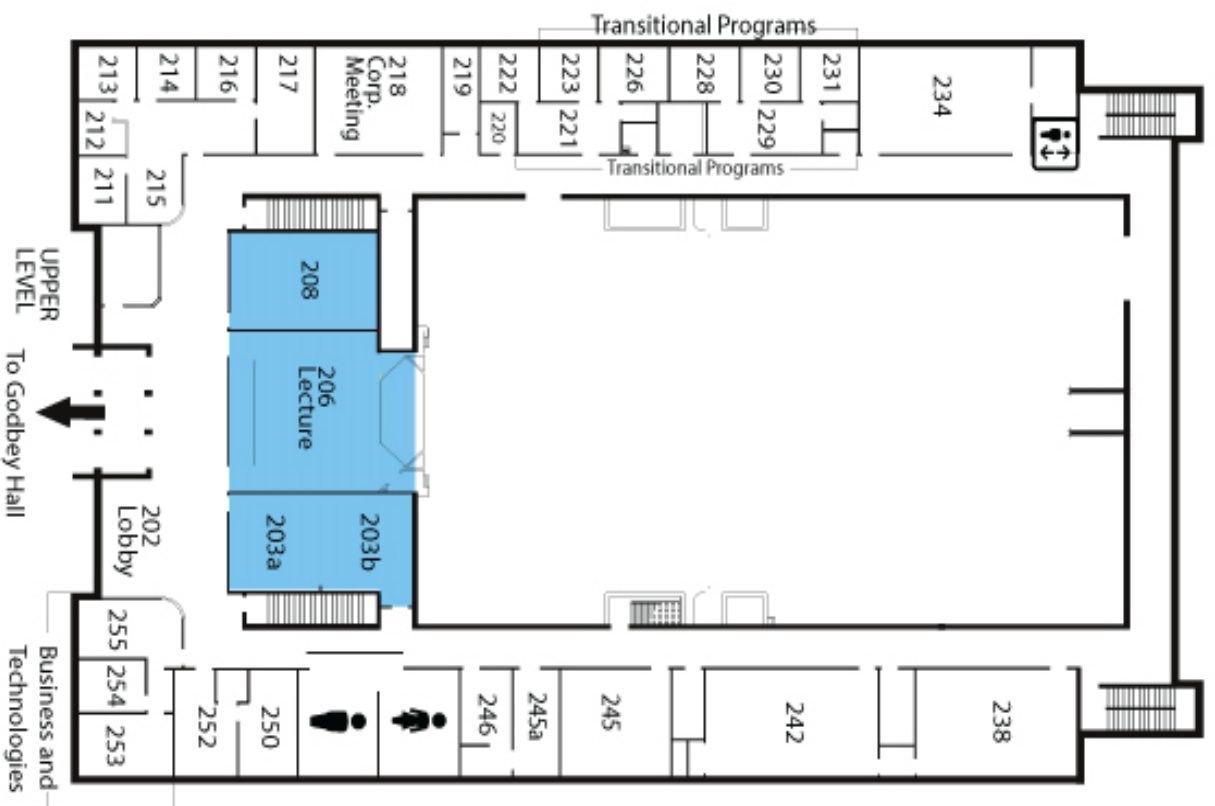 Transitional Programs
213
214
216
217
218
Corp.
Meeting
219
222
223
226
228
230
231
234
212
220
221
229
Transitional Programs
211
215
UPPER
LEVEL
208
To Godbey Hall
206
Lecture
202
Lobby
203a
203b
255
254
253
Business and
Technologies
252
250
246
245a
245
242
238